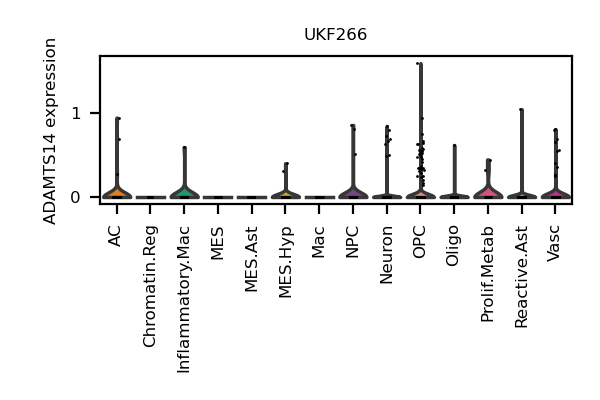 UKF266
ADAMTS14 expression
1
0
AC
Chromatin.Reg
Inflammatory.Mac
MES
MES.Ast
MES.Hyp
Mac
NPC
Neuron
OPC
Oligo
Prolif.Metab
Reactive.Ast
Vasc